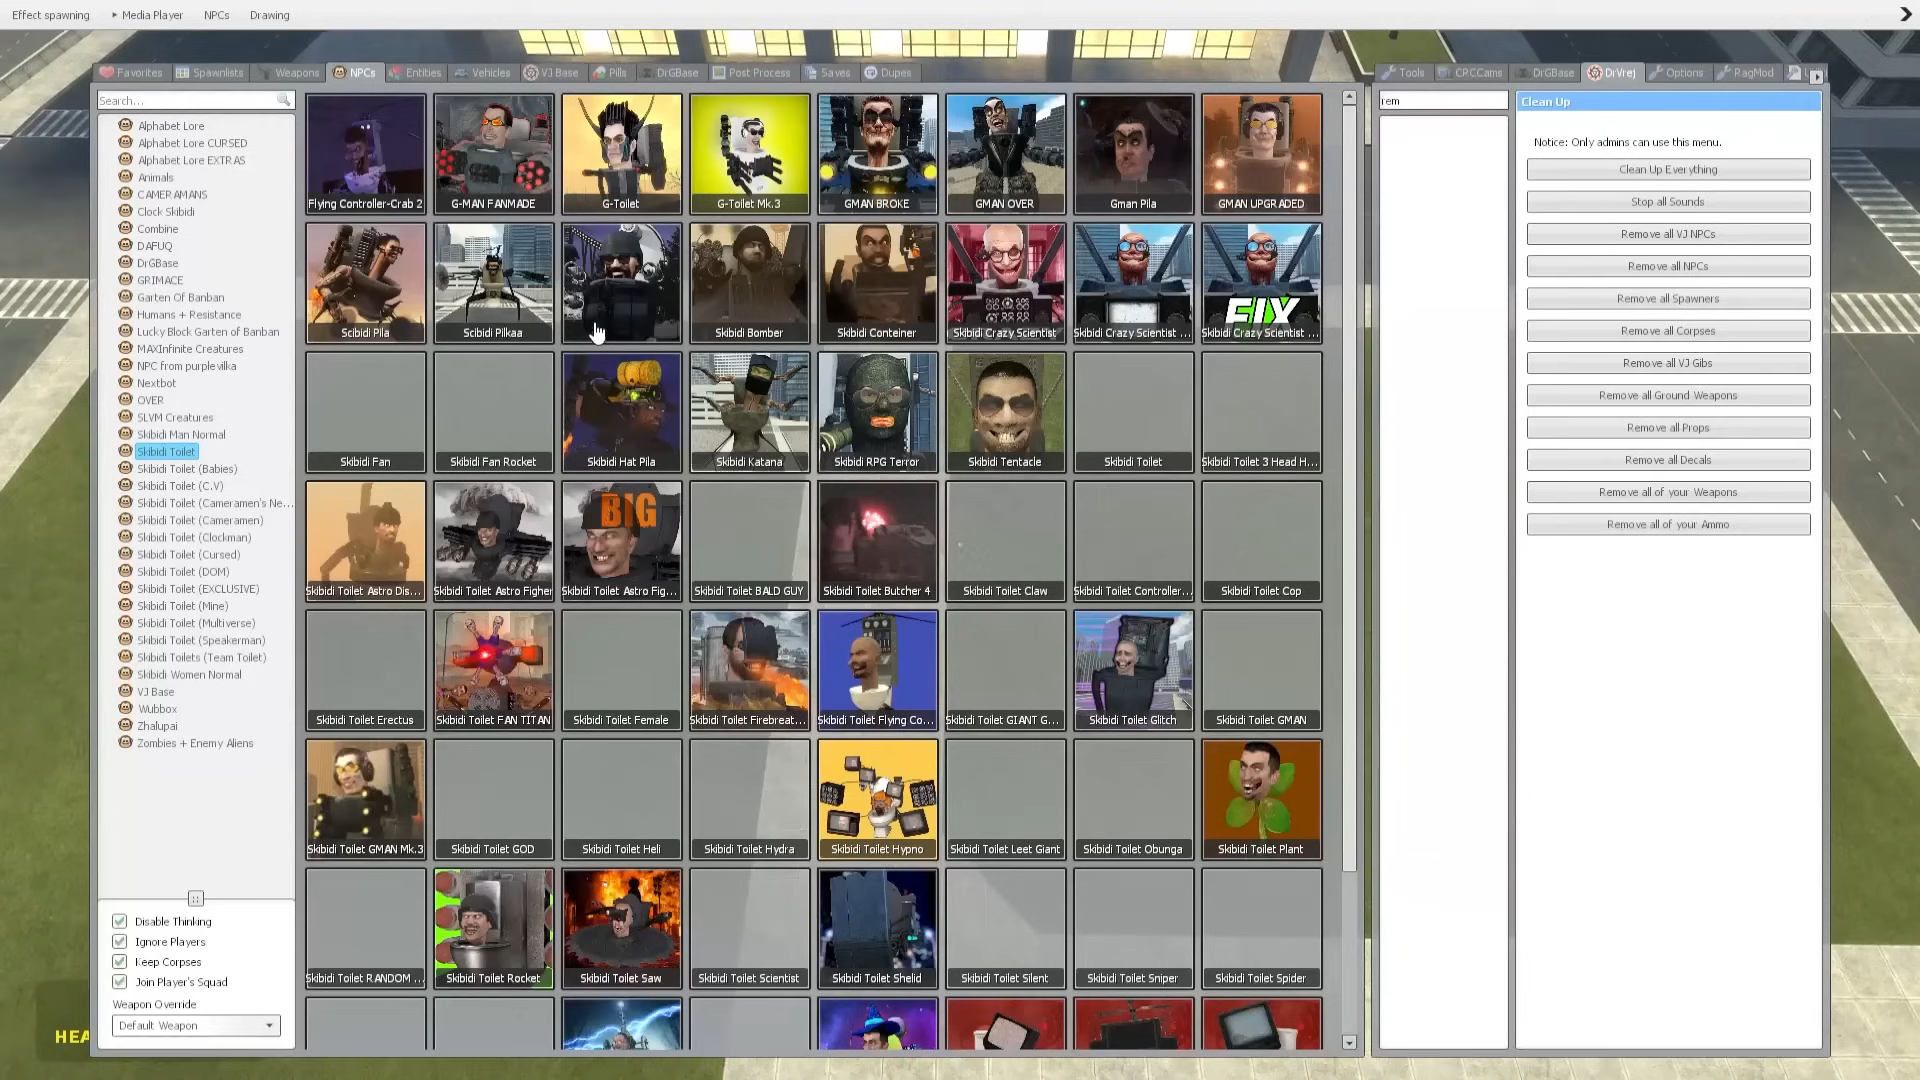 Effect spawning
Media Player
NPCs
Drawing
Favorites
Spawnlists
Weapons
NPCs
Entities
Vehicles
VJ Base
Pills
DrGBase
Post Process
Saves
Dupes
Tools
CRCCams
DrGBase
DrVrej
Options
RagMod
Search...
Alphabet Lore
Alphabet Lore CURSED
Alphabet Lore EXTRAS
Animals
CAMERAMANS
Clock Skibidi
Combine
DAFUQ
DrGBase
GRIMACE
Garten Of Banban
Humans + Resistance
Lucky Block Garten of Banban
MAXInfinite Creatures
NPC from purplevilka
Nextbot
OVER
SLVM Creatures
Skibidi Man Normal
Skibidi Toilet
Skibidi Toilet (Babies)
Skibidi Toilet (C.V)
Skibidi Toilet (Cameramen's Ne...
Skibidi Toilet (Cameramen)
Skibidi Toilet (Clockman)
Skibidi Toilet (Cursed)
Skibidi Toilet (DOM)
Skibidi Toilet (EXCLUSIVE)
Skibidi Toilet (Mine)
Skibidi Toilet (Multiverse)
Skibidi Toilet (Speakerman)
Skibidi Toilets (Team Toilet)
Skibidi Women Normal
VJ Base
Wubbox
Zhalupai
Zombies + Enemy Aliens
Disable Thinking
Ignore Players
Keep Corpses
Join Player's Squad
Weapon Override
Default Weapon
HEA
Flying Controller-Crab 2
G-MAN FANMADE
G-Toilet
G-Toilet Mk.3
GMAN BROKE
GMAN OVER
Gman Pila
GMAN UPGRADED
Scibidi Pila
Scibidi Pilkaa
Skibidi Bomber
Skibidi Conteiner
Skibidi Crazy Scientist
Skibidi Crazy Scientist ...
FIX
Skibidi Crazy Scientist ...
Skibidi Fan
Skibidi Fan Rocket
Skibidi Hat Pila
Skibidi Katana
Skibidi RPG Terror
Skibidi Tentacle
Skibidi Toilet
Skibidi Toilet 3 Head H...
Skibidi Toilet Astro Dis...
Skibidi Toilet Astro Figher
BIG
Skibidi Toilet Astro Fig...
Skibidi Toilet BALD GUY
Skibidi Toilet Butcher 4
Skibidi Toilet Claw
Skibidi Toilet Controller...
Skibidi Toilet Cop
Skibidi Toilet Erectus
Skibidi Toilet FAN TITAN
Skibidi Toilet Female
Skibidi Toilet Firebreat...
Skibidi Toilet Flying Co...
Skibidi Toilet GIANT G...
Skibidi Toilet Glitch
Skibidi Toilet GMAN
Skibidi Toilet GMAN Mk.3
Skibidi Toilet GOD
Skibidi Toilet Heli
Skibidi Toilet Hydra
Skibidi Toilet Hypno
Skibidi Toilet Leet Giant
Skibidi Toilet Obunga
Skibidi Toilet Plant
Skibidi Toilet RANDOM ...
Skibidi Toilet Rocket
Skibidi Toilet Saw
Skibidi Toilet Scientist
Skibidi Toilet Shelid
Skibidi Toilet Silent
Skibidi Toilet Sniper
Skibidi Toilet Spider
rem
Clean Up
Notice: Only admins can use this menu.
Clean Up Everything
Stop all Sounds
Remove all VJ NPCs
Remove all NPCs
Remove all Spawners
Remove all Corpses
Remove all VJ Gibs
Remove all Ground Weapons
Remove all Props
Remove all Decals
Remove all of your Weapons
Remove all of your Ammo